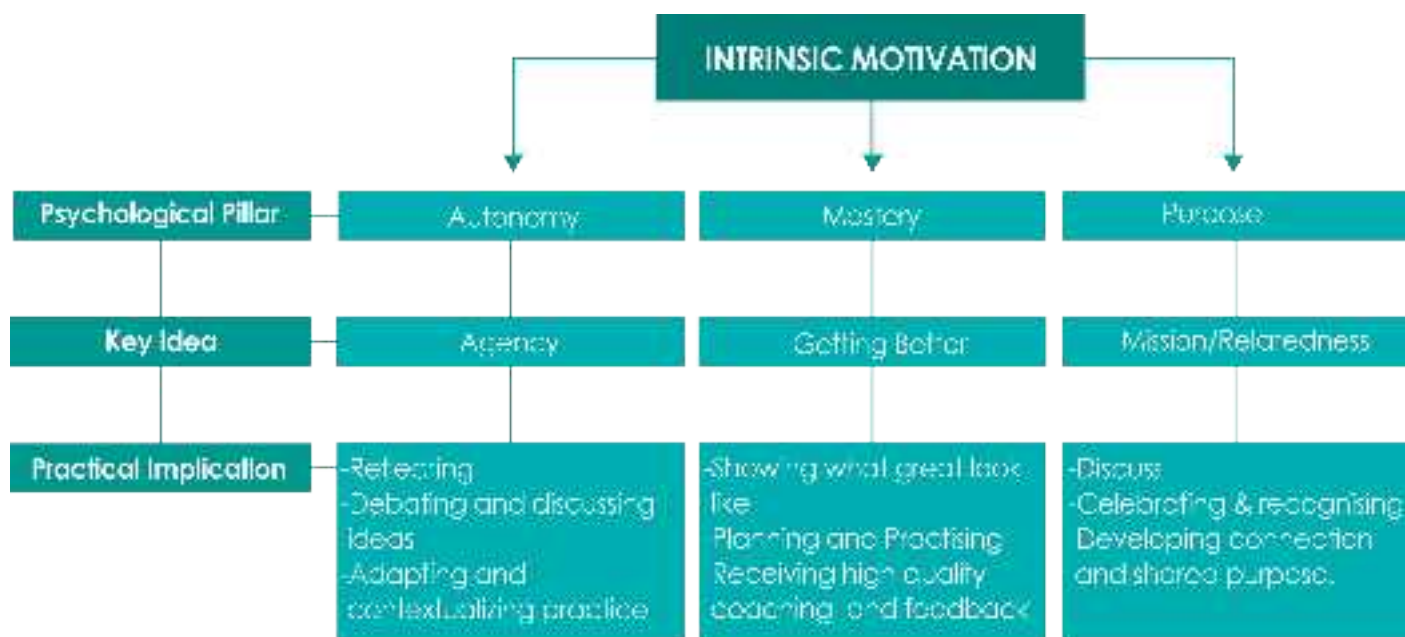 INTRINSIC MOTIVATION
Psychological Pillar
Autonomy
Mastery
Purpose
Key Idea
Agency
Getting Better
Mission/Relaredness
Practical Implication
-Reflecting
-Debating and discussing
ideas
-Adapting and
contextualizing practice
-Showing what great look
like
Planning and Practising
Receiving high quality
coaching and feedback
-Discuss
-Celebrating & recognising
Developing connection
and shared purpose.